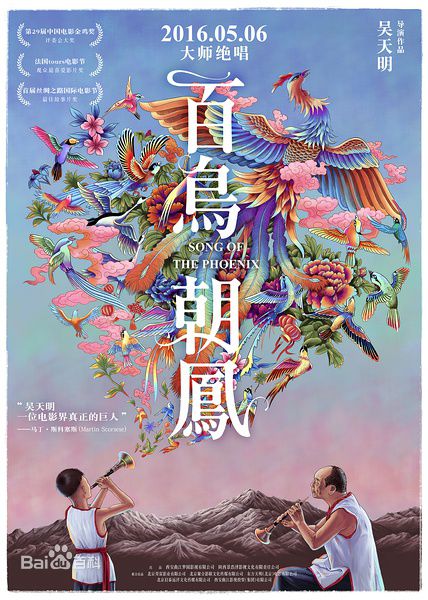 第29届中国电影金鸡奖
评委会大奖
法国tours电影节
观众最喜爱影片奖
首届丝绸之路国际电影节
最佳故事片奖
2016.05.06
大师绝唱
导演作品
吴天明
百鳥朝鳳
SONG OF
THE PHOENIX
“吴天明
一位电影界真正的巨人”
——马丁·斯科塞斯(Martin Scorsese)
Bai百科